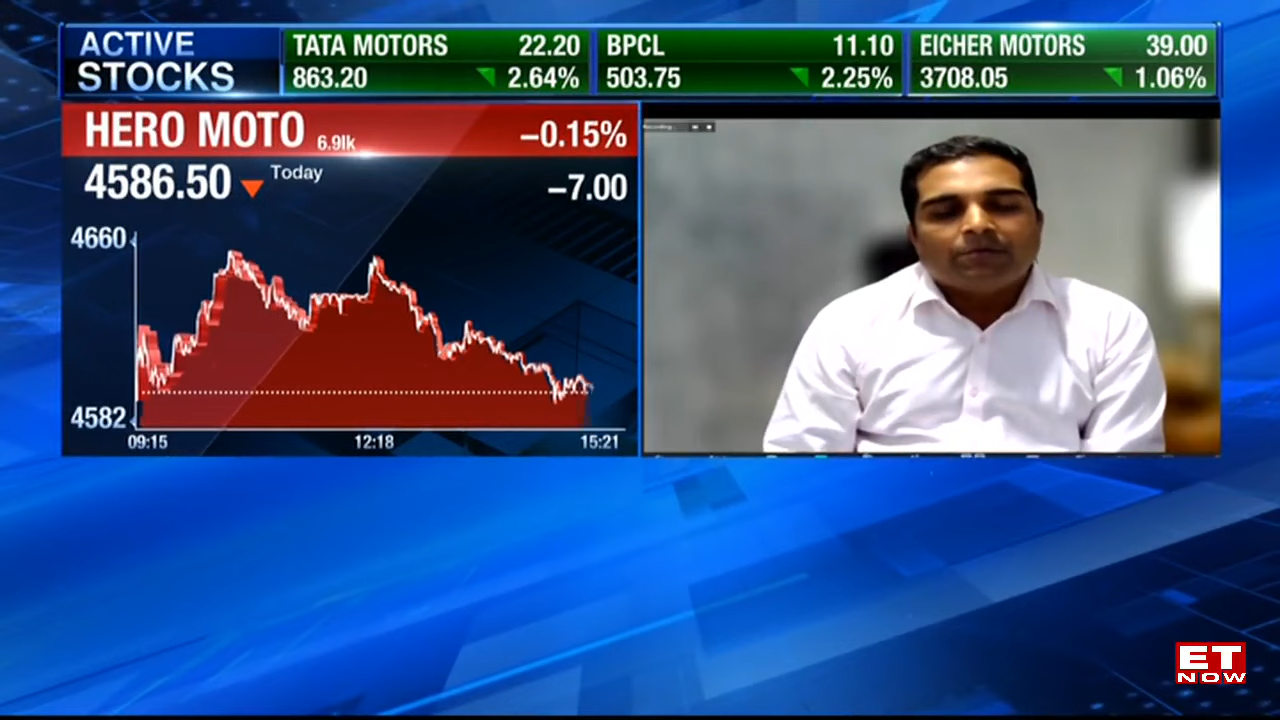 ACTIVE
STOCKS
TATA MOTORS 22.20
863.20 2.64%
BPCL 11.10
503.75 2.25%
EICHER MOTORS 39.00
3708.05 1.06%
HERO MOTO 6.9lk –0.15%
4586.50 Today –7.00
4660
4582
09:15 12:18 15:21
Recording...
ET
NOW